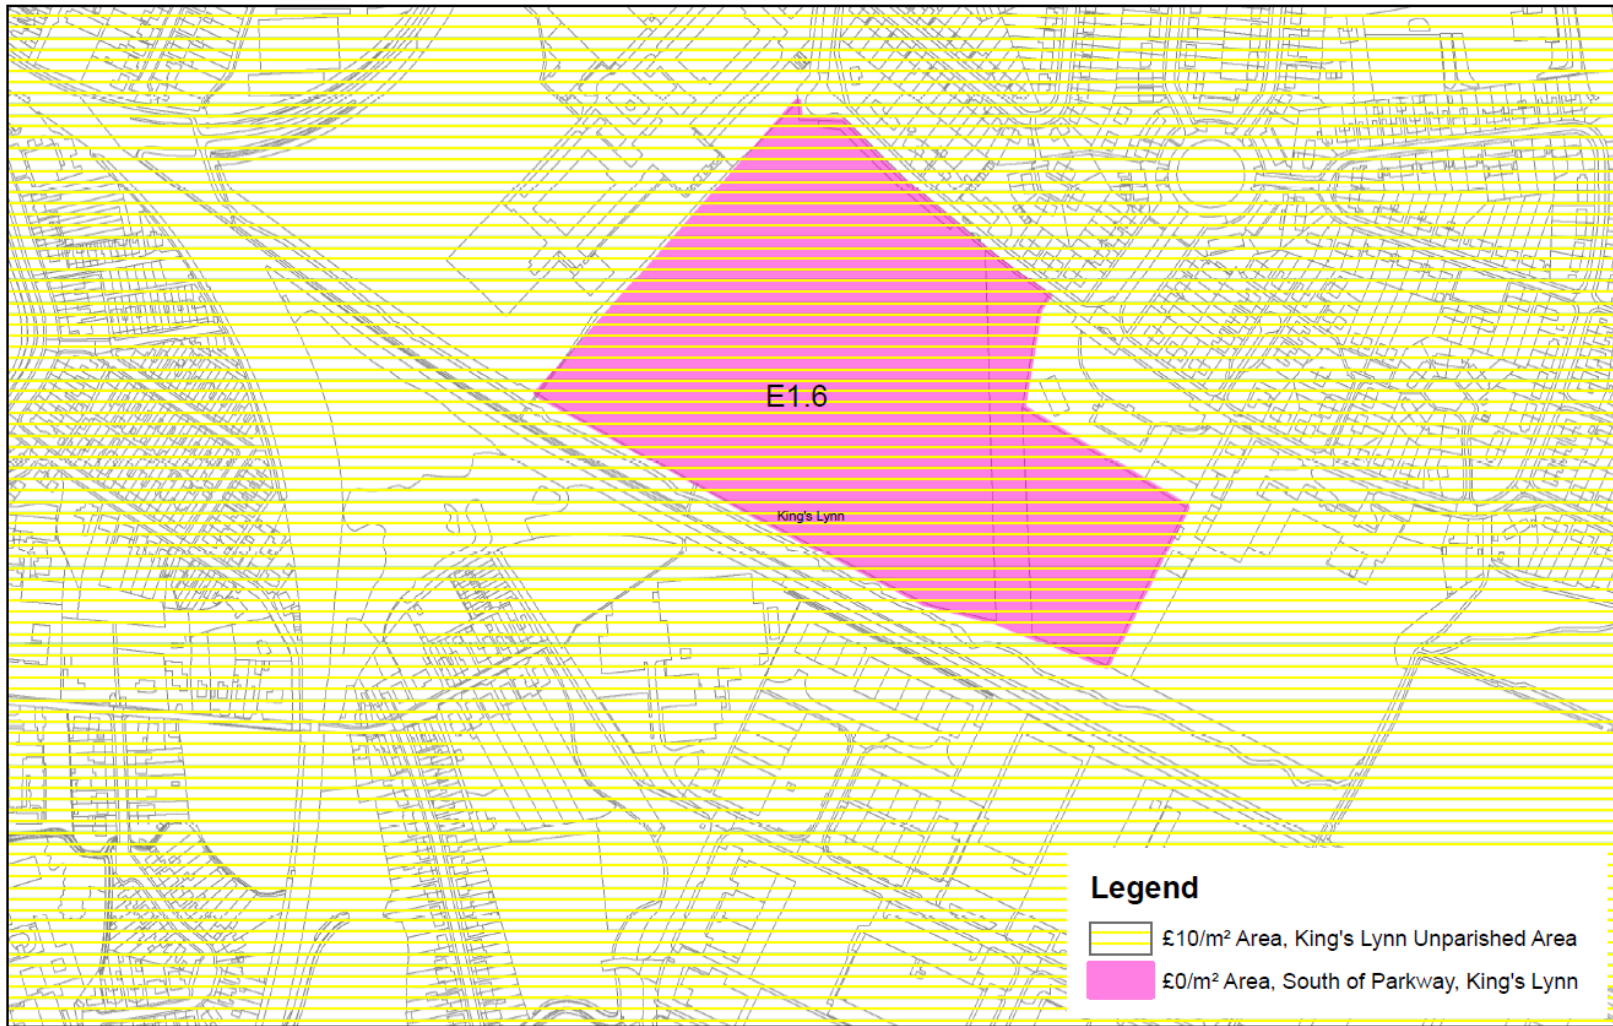 E1.6
King's Lynn
Legend
£10/m² Area, King's Lynn Unparished Area
£0/m² Area, South of Parkway, King's Lynn